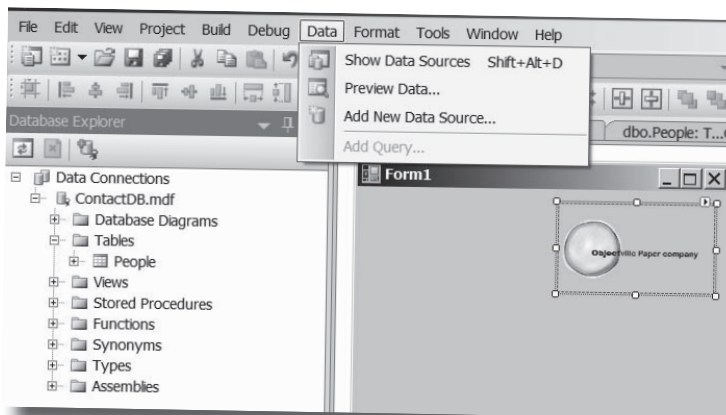 File Edit View Project Build Debug Data Format Tools Window Help
Show Data Sources Shift+Alt+D
Preview Data...
Add New Data Source...
Add Query...
Database Explorer
dbo.People: T...
Data Connections
ContactDB.mdf
Database Diagrams
Tables
People
Views
Stored Procedures
Functions
Synonyms
Types
Assemblies
Form1
Objectville Paper company